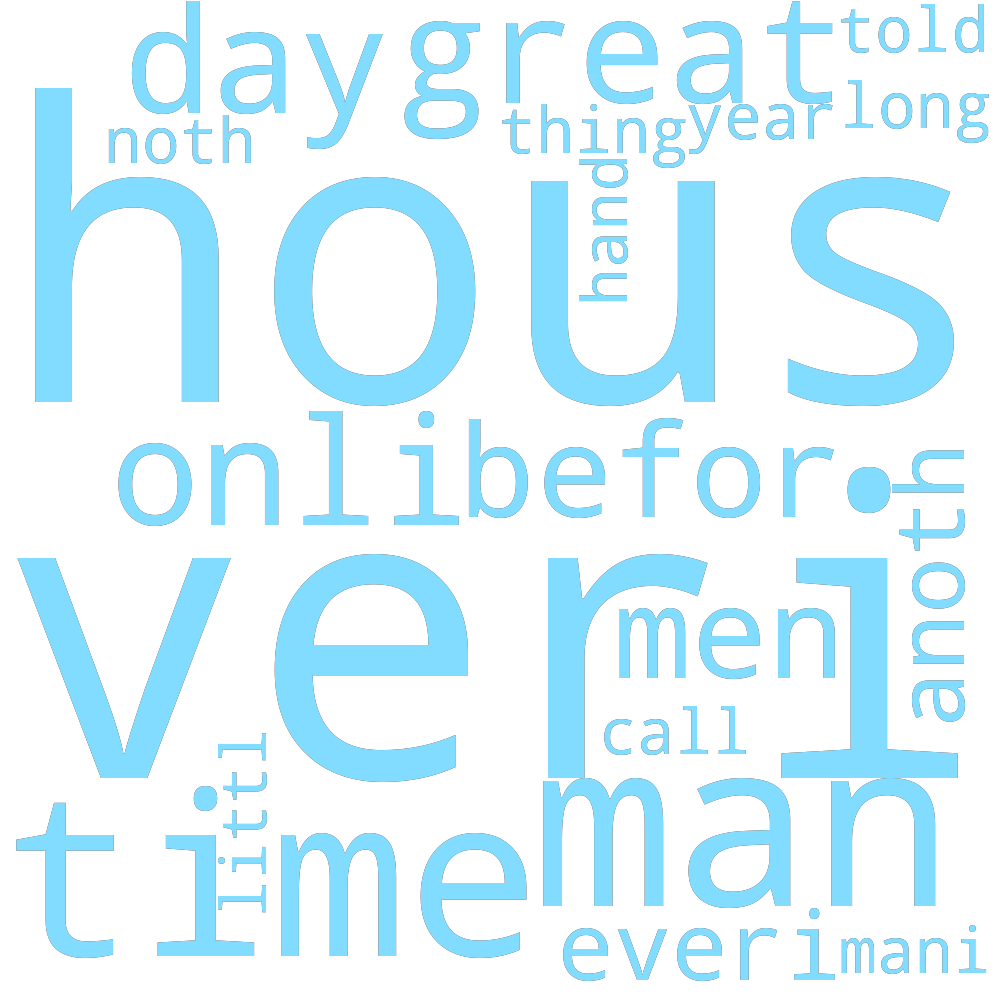 day
great
told
long
noth
thing
year
hand
hous
onli
befor
anoth
veri
men
call
man
littl
time
everi
mani